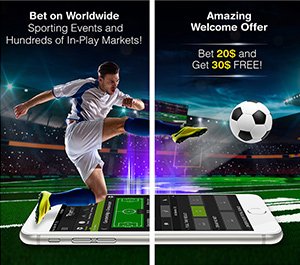 Bet on Worldwide
Sporting Events and
Hundreds of In-Play Markets!
Amazing
Welcome Offer
Bet 20$ and
Get 30$ FREE!